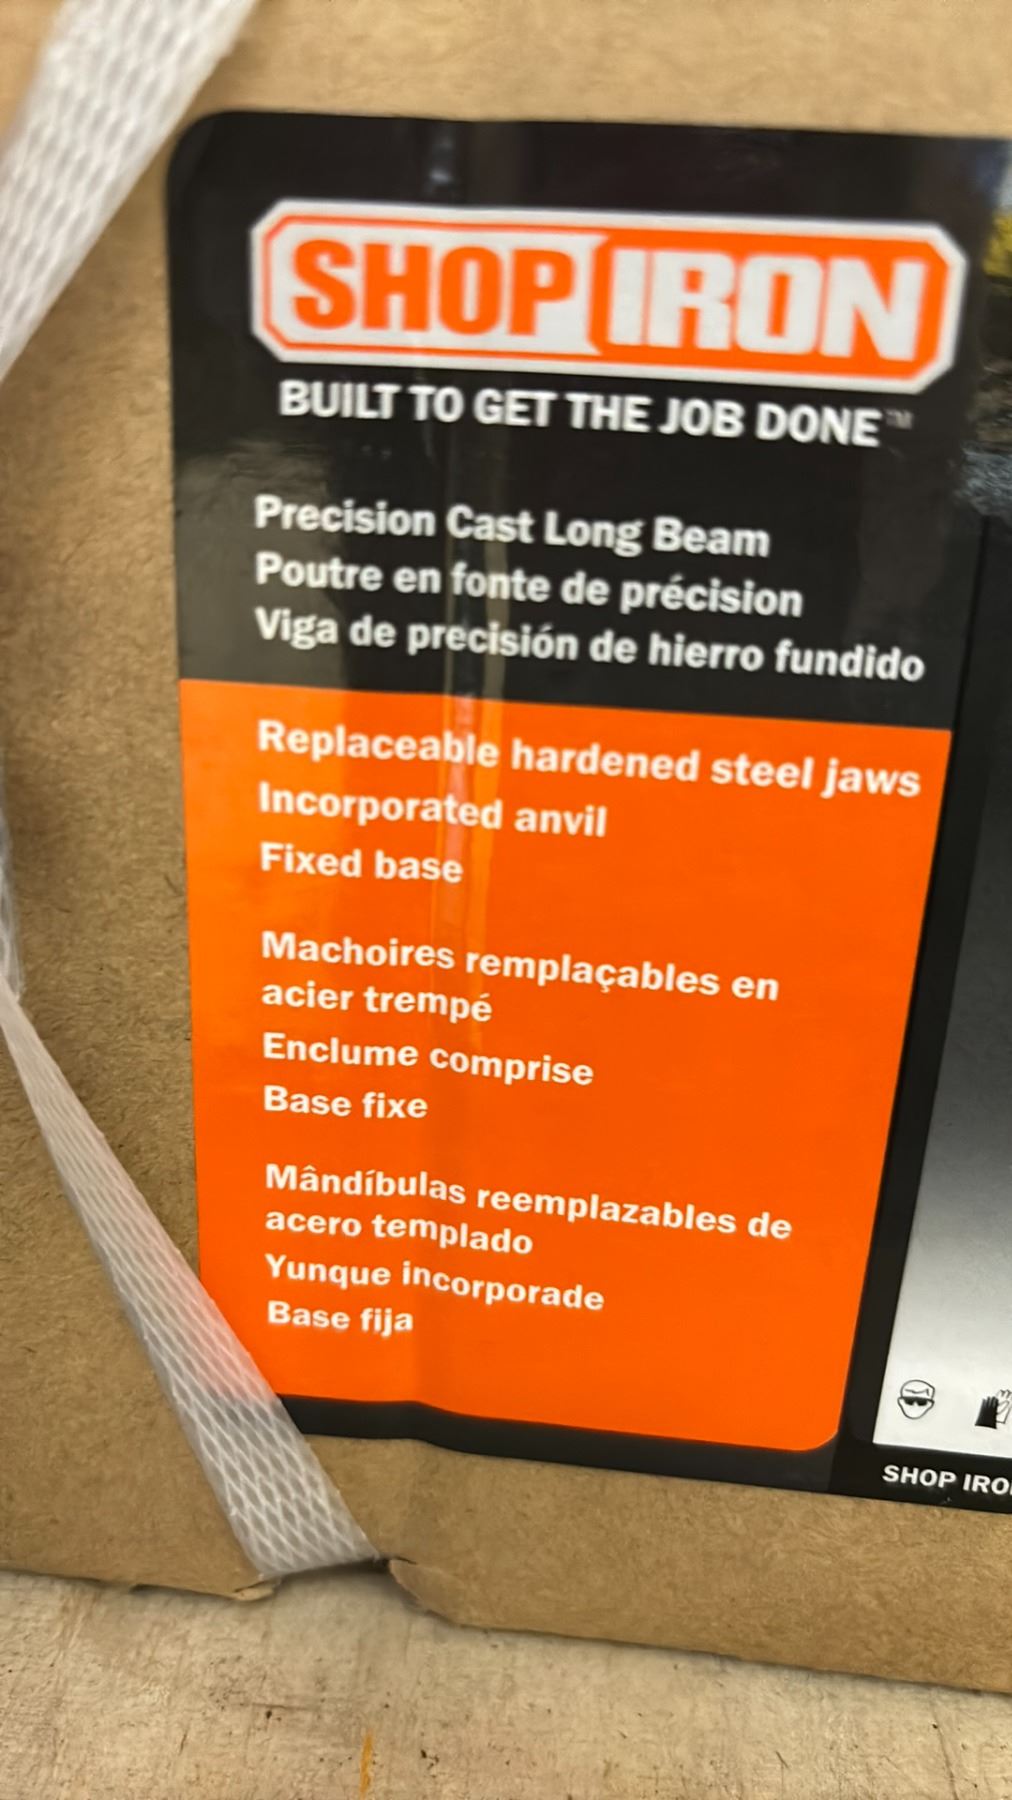 SHOP IRON
BUILT TO GET THE JOB DONE™
Precision Cast Long Beam
Poutre en fonte de précision
Viga de precisión de hierro fundido
Replaceable hardened steel jaws
Incorporated anvil
Fixed base
Machoires remplaçables en
acier trempé
Enclume comprise
Base fixe
Mândíbulas reemplazables de
acero templado
Yunque incorporade
Base fija
SHOP IRO